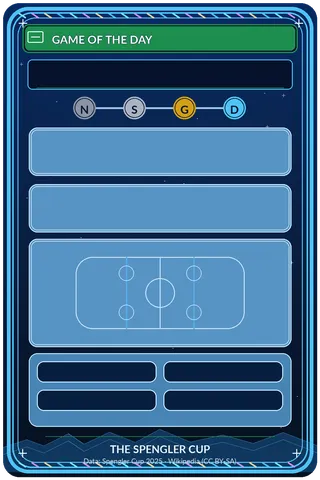 GAME OF THE DAY
N S G D
THE SPENGLER CUP
Data: Spengler Cup 2025 - Wikipedia (CC BY-SA)